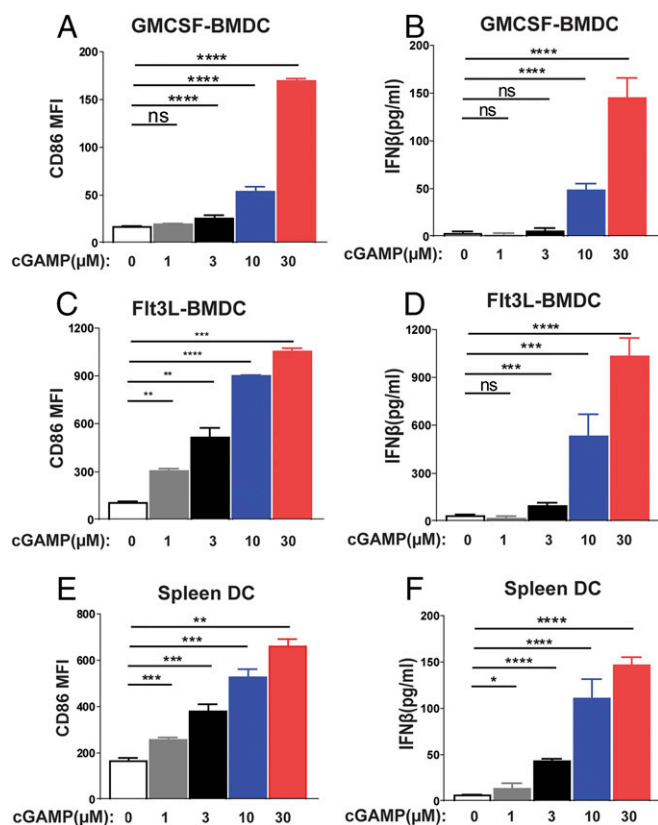 A
GMCSF-BMDC
CD86 MFI
200
150
100
50
0
****
****
****
ns
cGAMP(µM): 0 1 3 10 30
B
GMCSF-BMDC
IFNβ(pg/ml)
200
150
100
50
0
****
****
ns
ns
cGAMP(µM): 0 1 3 10 30
C
Flt3L-BMDC
CD86 MFI
1200
900
600
300
0
***
****
**
**
cGAMP(µM): 0 1 3 10 30
D
Flt3L-BMDC
IFNβ(pg/ml)
1200
900
600
300
0
****
***
***
ns
cGAMP(µM): 0 1 3 10 30
E
Spleen DC
CD86 MFI
800
600
400
200
0
**
***
***
***
cGAMP(µM): 0 1 3 10 30
F
Spleen DC
IFNβ(pg/ml)
200
150
100
50
0
****
****
****
*
cGAMP(µM): 0 1 3 10 30